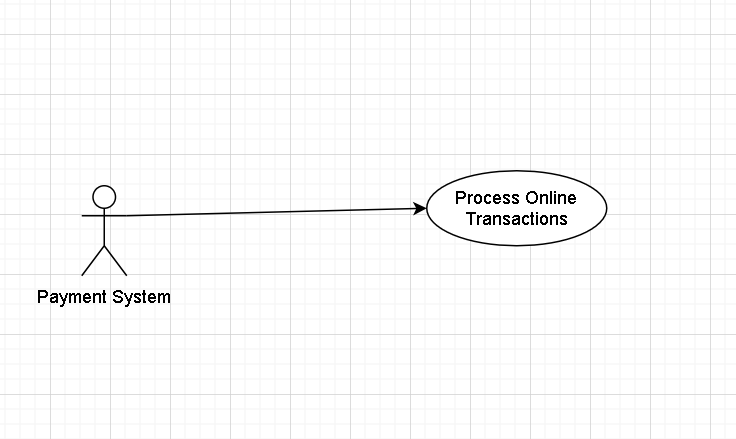 Process Online
Transactions
Payment System